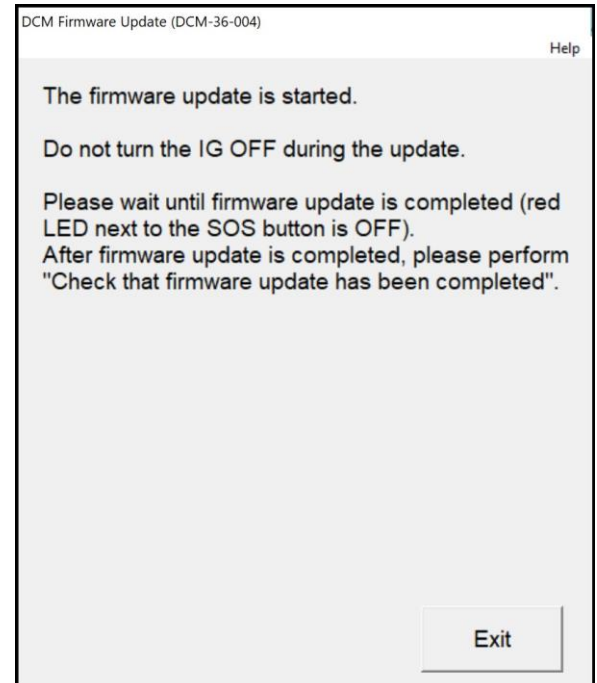 DCM Firmware Update (DCM-36-004)
Help
The firmware update is started.
Do not turn the IG OFF during the update.
Please wait until firmware update is completed (red
LED next to the SOS button is OFF).
After firmware update is completed, please perform
"Check that firmware update has been completed".
Exit